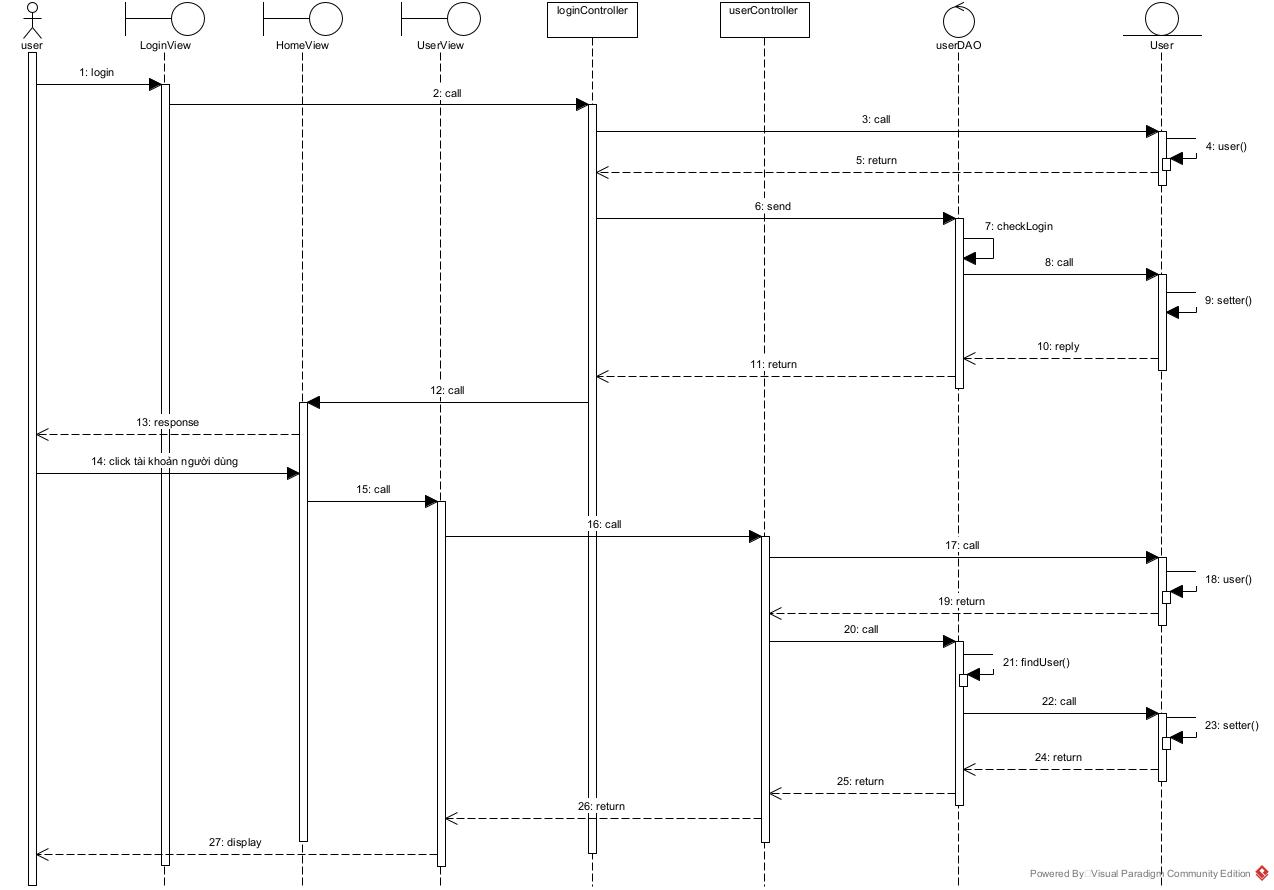 loginController
userController
user
LoginView
HomeView
UserView
userDAO
User
1: login
2: call
3: call
4: user()
5: return
6: send
7: checkLogin
8: call
9: setter()
10: reply
11: return
12: call
13: response
14: click tài khoản người dùng
15: call
16: call
17: call
18: user()
19: return
20: call
21: findUser()
22: call
23: setter()
24: return
25: return
26: return
27: display
Powered By Visual Paradigm Community Edition